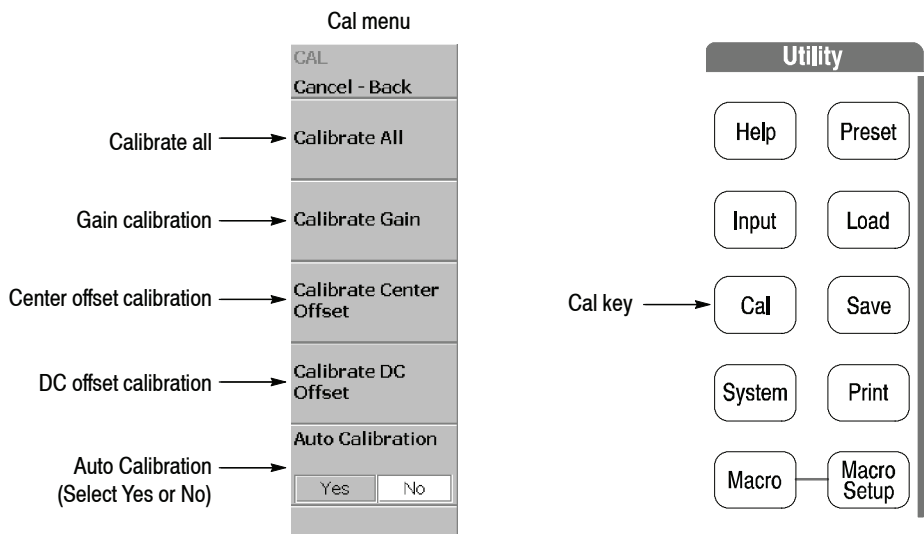 Cal menu
CAL
Cancel - Back
Calibrate all
Calibrate All
Gain calibration
Calibrate Gain
Center offset calibration
Calibrate Center
Offset
DC offset calibration
Calibrate DC
Offset
Auto Calibration
(Select Yes or No)
Auto Calibration
Yes
No
Utility
Help
Preset
Input
Load
Cal key
Cal
Save
System
Print
Macro
Macro
Setup